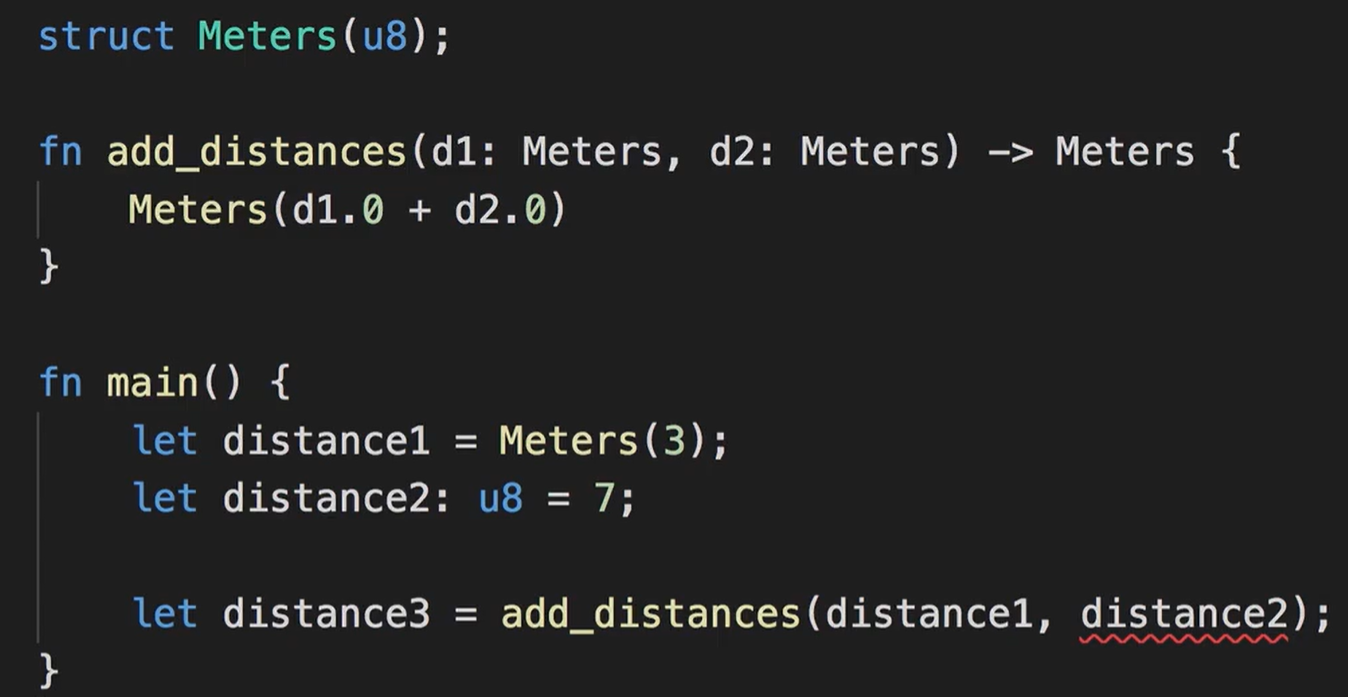 struct Meters(u8);
fn add_distances(d1: Meters, d2: Meters) -> Meters {
    Meters(d1.0 + d2.0)
}
fn main() {
    let distance1 = Meters(3);
    let distance2: u8 = 7;
    let distance3 = add_distances(distance1, distance2);
}